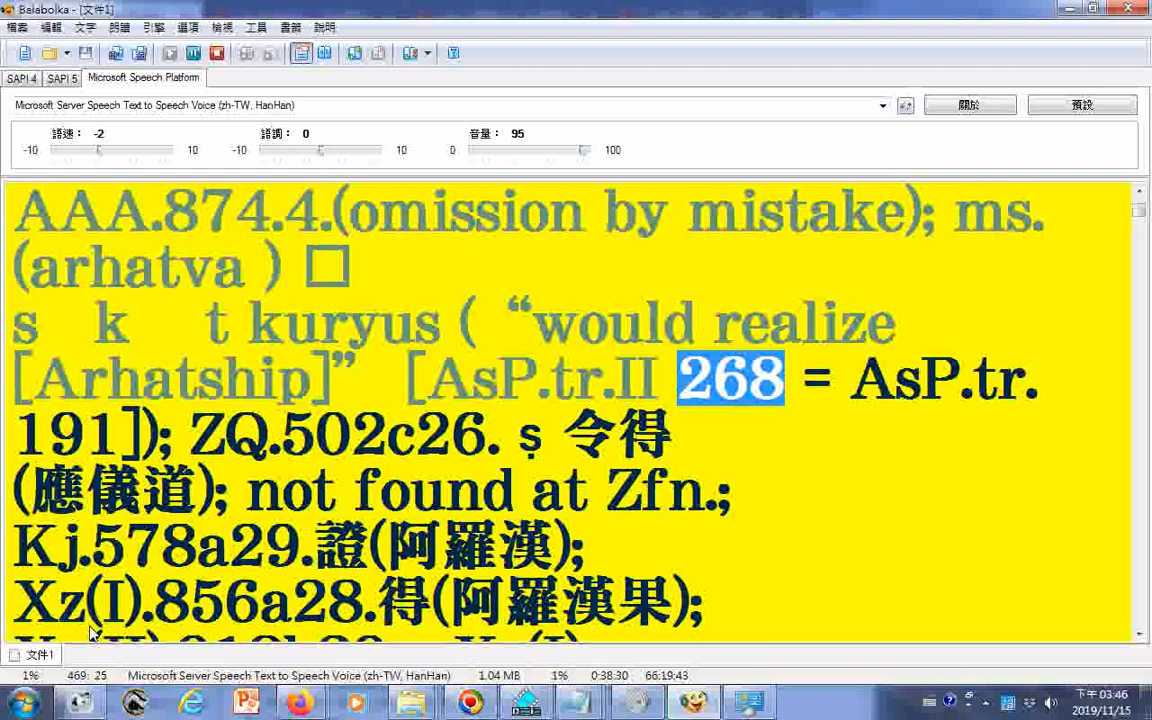 Balabolka - [文件1]
檔案 編輯 文字 朗讀 引擎 選項 檢視 工具 書籤 說明
SAPI 4 SAPI 5 Microsoft Speech Platform
Microsoft Server Speech Text to Speech Voice (zh-TW, HanHan) 關於 預設
語速： -2 語調： 0 音量： 95
-10 10 -10 10 0 100
AAA.874.4.(omission by mistake); ms.
(arhatva ) □
s k t kuryus ( “would realize
[Arhatship]” [AsP.tr.II 268 = AsP.tr.
191]); ZQ.502c26. ṣ 令得
(應儀道); not found at Zfn.;
Kj.578a29.證(阿羅漢);
Xz(I).856a28.得(阿羅漢果);
文件1
1% 469: 25 Microsoft Server Speech Text to Speech Voice (zh-TW, HanHan) 1.04 MB 1% 0:38:30 66:19:43
下午 03:46
2019/11/15